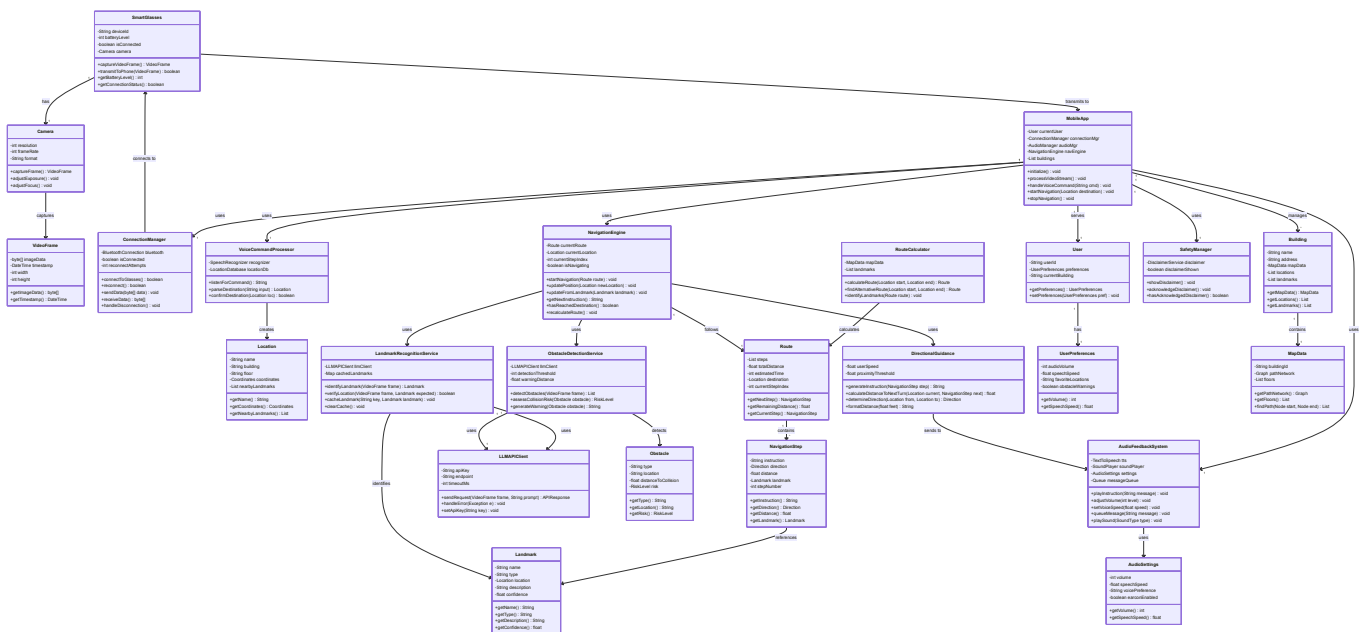 SmartGlasses
-String deviceId
-int batteryLevel
-boolean isConnected
-Camera camera
+captureVideoFrame() : VideoFrame
+transmitToPhone(VideoFrame) : boolean
+getBatteryLevel() : int
+getConnectionStatus() : boolean
has
transmits to
connects to
Camera
-int resolution
-int frameRate
-String format
+captureFrame() : VideoFrame
+adjustExposure() : void
+adjustFocus() : void
captures
MobileApp
-User currentUser
-ConnectionManager connectionMgr
-AudioManager audioMgr
-NavigationEngine navEngine
-List buildings
+initialize() : void
+processVideoStream() : void
+handleVoiceCommand(String cmd) : void
+startNavigation(Location destination) : void
+stopNavigation() : void
uses
uses
uses
serves
uses
manages
uses
VideoFrame
-byte[] imageData
-DateTime timestamp
-int width
-int height
+getImageData() : byte[]
+getTimestamp() : DateTime
ConnectionManager
-BluetoothConnection bluetooth
-boolean isConnected
-int reconnectAttempts
+connectToGlasses() : boolean
+reconnect() : boolean
+sendData(byte[] data) : void
+receiveData() : byte[]
+handleDisconnection() : void
VoiceCommandProcessor
-SpeechRecognizer recognizer
-LocationDatabase locationDb
+listenForCommand() : String
+parseDestination(String input) : Location
+confirmDestination(Location loc) : boolean
creates
NavigationEngine
-Route currentRoute
-Location currentLocation
-int currentStepIndex
-boolean isNavigating
+startNavigation(Route route) : void
+updatePosition(Location newLocation) : void
+updateFromLandmark(Landmark landmark) : void
+getNextInstruction() : String
+hasReachedDestination() : boolean
+recalculateRoute() : void
uses
uses
follows
uses
RouteCalculator
-MapData mapData
-List landmarks
+calculateRoute(Location start, Location end) : Route
+findAlternativeRoute(Location start, Location end) : Route
+identifyLandmarks(Route route) : void
calculates
User
-String userId
-UserPreferences preferences
-String currentBuilding
+getPreferences() : UserPreferences
+setPreferences(UserPreferences pref) : void
has
SafetyManager
-DisclaimerService disclaimer
-boolean disclaimerShown
+showDisclaimer() : void
+acknowledgeDisclaimer() : void
+hasAcknowledgedDisclaimer() : boolean
Building
-String name
-String address
-MapData mapData
-List locations
-List landmarks
+getMapData() : MapData
+getLocations() : List
+getLandmarks() : List
contains
Location
-String name
-String building
-String floor
-Coordinates coordinates
-List nearbyLandmarks
+getName() : String
+getCoordinates() : Coordinates
+getNearbyLandmarks() : List
LandmarkRecognitionService
-LLMAPIClient llmClient
-Map cachedLandmarks
+identifyLandmark(VideoFrame frame) : Landmark
+verifyLocation(VideoFrame frame, Landmark expected) : boolean
+cacheLandmark(String key, Landmark landmark) : void
+clearCache() : void
uses
identifies
ObstacleDetectionService
-LLMAPIClient llmClient
-int detectionThreshold
-float warningDistance
+detectObstacles(VideoFrame frame) : List
+assessCollisionRisk(Obstacle obstacle) : RiskLevel
+generateWarning(Obstacle obstacle) : String
uses
detects
Route
-List steps
-float totalDistance
-int estimatedTime
-Location destination
-int currentStepIndex
+getNextStep() : NavigationStep
+getRemainingDistance() : float
+getCurrentStep() : NavigationStep
contains
DirectionalGuidance
-float userSpeed
-float proximityThreshold
+generateInstruction(NavigationStep step) : String
+calculateDistanceToNextTurn(Location current, NavigationStep next) : float
+determineDirection(Location from, Location to) : Direction
+formatDistance(float feet) : String
sends to
UserPreferences
-int audioVolume
-float speechSpeed
-String favoriteLocations
-boolean obstacleWarnings
+getVolume() : int
+getSpeechSpeed() : float
MapData
-String buildingId
-Graph pathNetwork
-List floors
+getPathNetwork() : Graph
+getFloors() : List
+findPath(Node start, Node end) : List
LLMAPIClient
-String apiKey
-String endpoint
-int timeoutMs
+sendRequest(VideoFrame frame, String prompt) : APIResponse
+handleError(Exception e) : void
+setApiKey(String key) : void
Obstacle
-String type
-String location
-float distanceToCollision
-RiskLevel risk
+getType() : String
+getLocation() : String
+getRisk() : RiskLevel
NavigationStep
-String instruction
-Direction direction
-float distance
-Landmark landmark
-int stepNumber
+getInstruction() : String
+getDirection() : Direction
+getDistance() : float
+getLandmark() : Landmark
references
AudioFeedbackSystem
-TextToSpeech tts
-SoundPlayer soundPlayer
-AudioSettings settings
-Queue messageQueue
+playInstruction(String message) : void
+adjustVolume(int level) : void
+setVoiceSpeed(float speed) : void
+queueMessage(String message) : void
+playSound(SoundType type) : void
uses
Landmark
-String name
-String type
-Location location
-String description
-float confidence
+getName() : String
+getType() : String
+getDescription() : String
+getConfidence() : float
AudioSettings
-int volume
-float speechSpeed
-String voicePreference
-boolean earconEnabled
+getVolume() : int
+getSpeechSpeed() : float